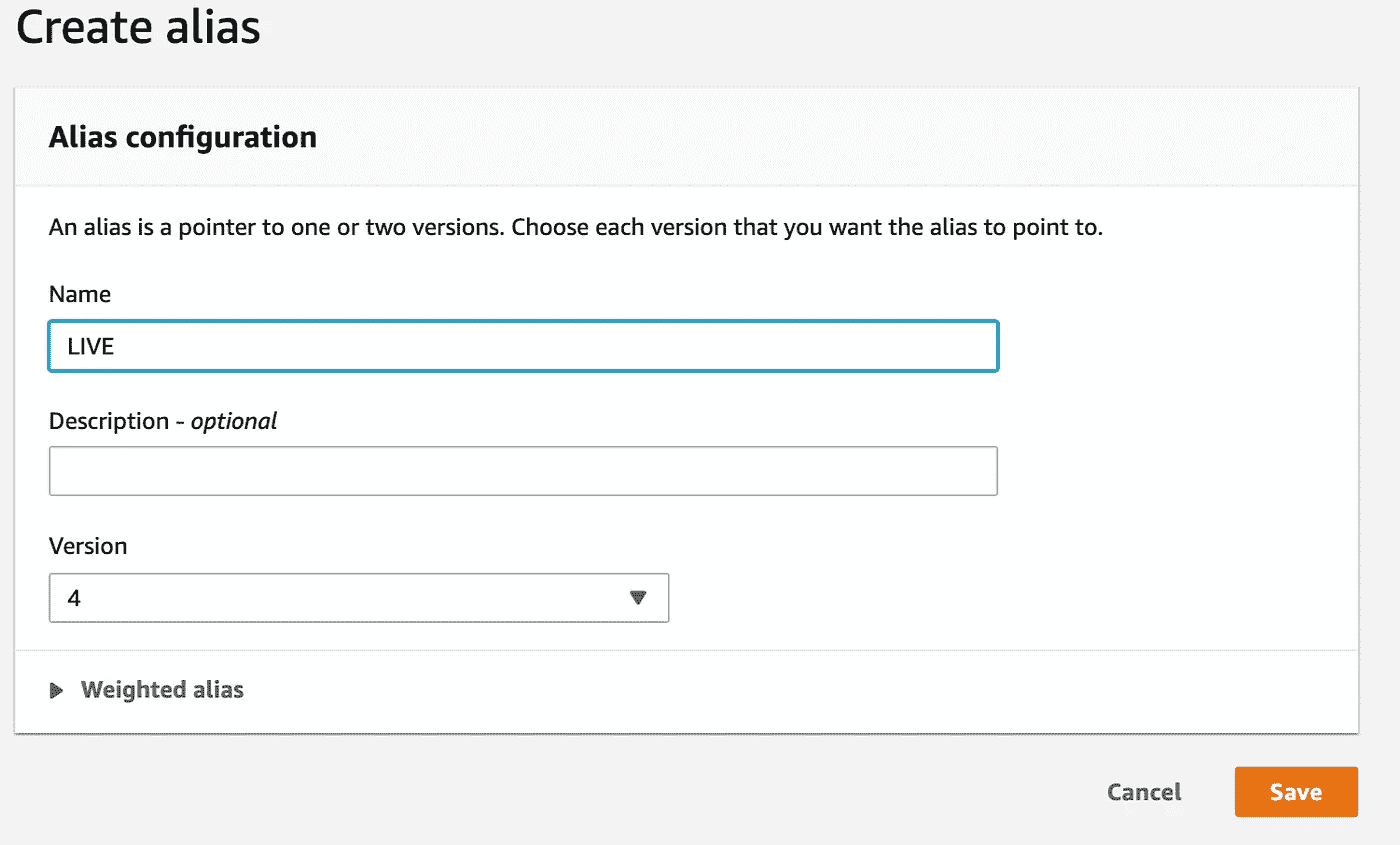 Create alias
Alias configuration
An alias is a pointer to one or two versions. Choose each version that you want the alias to point to.
Name
LIVE
Description - optional
Version
4
Weighted alias
Cancel
Save